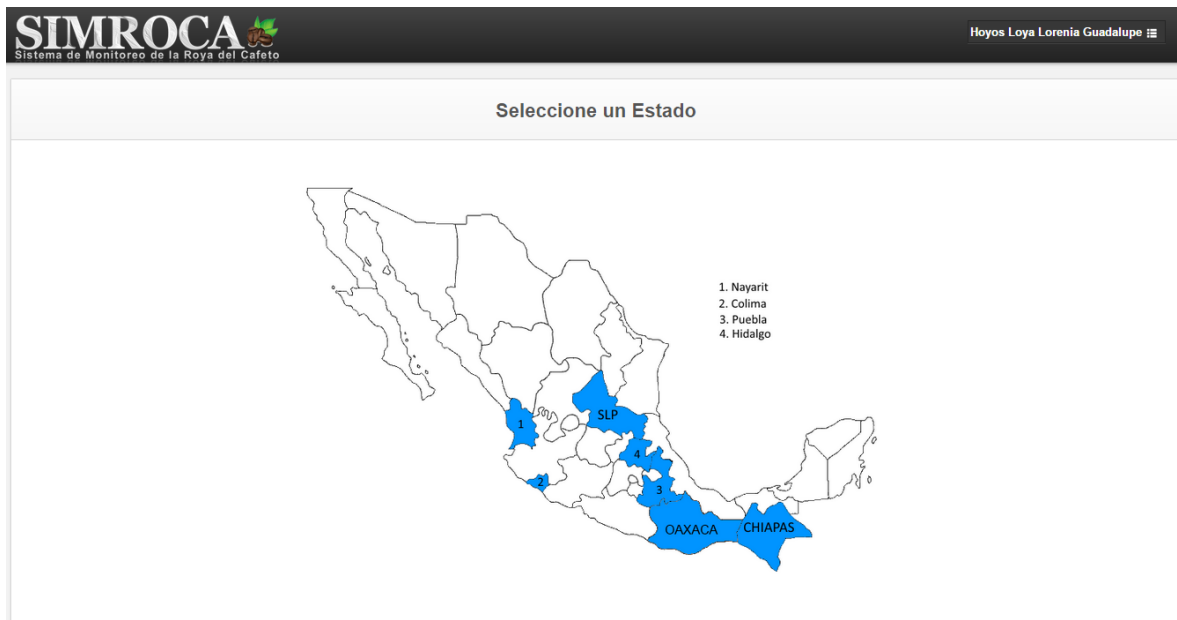 SIMROCA
Sistema de Monitoreo de la Roya del Cafeto
Hoyos Loya Lorenia Guadalupe
Seleccione un Estado
1. Nayarit
2. Colima
3. Puebla
4. Hidalgo
SLP
1
4
2
3
OAXACA
CHIAPAS